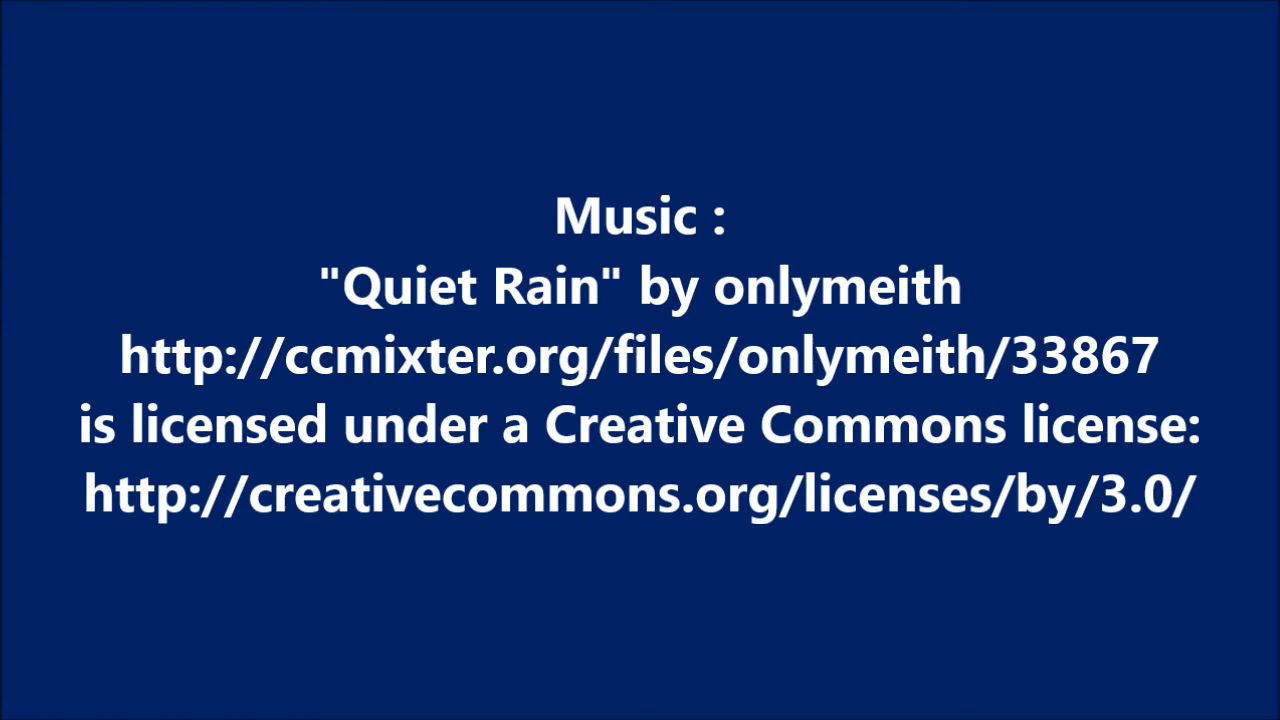 Music :
"Quiet Rain" by onlymeith
http://ccmixter.org/files/onlymeith/33867
is licensed under a Creative Commons license:
http://creativecommons.org/licenses/by/3.0/